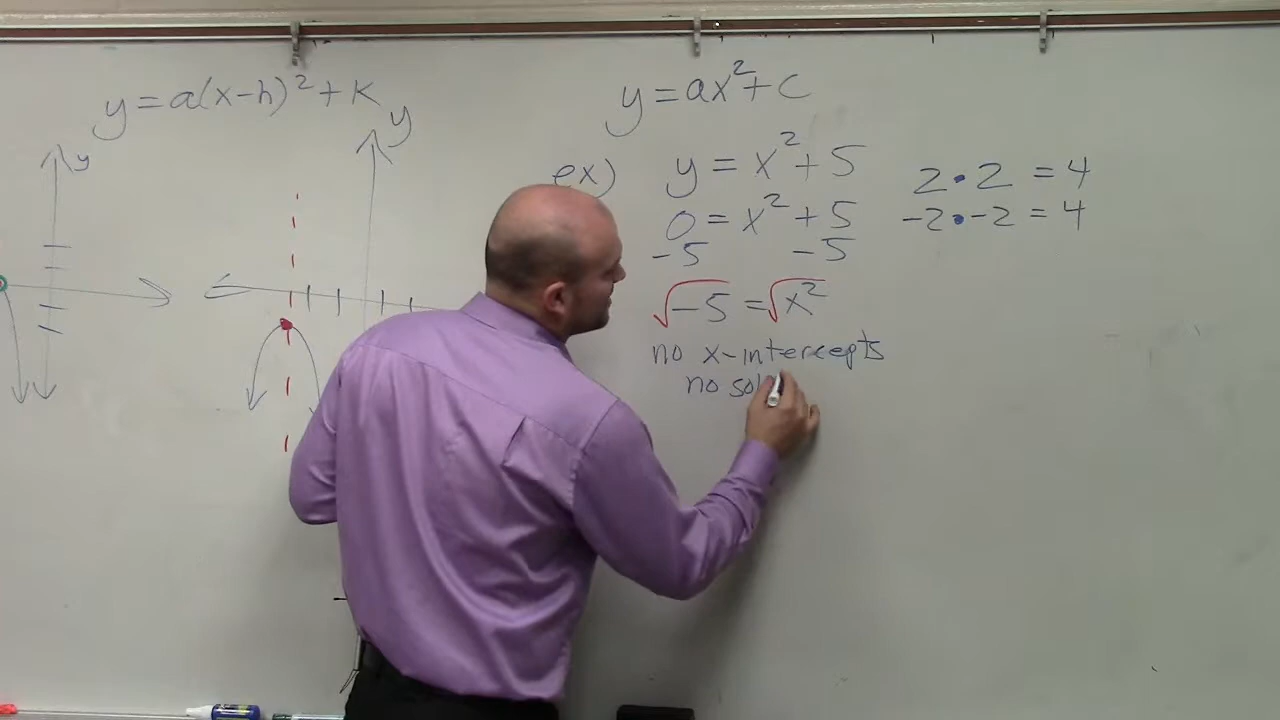 y = a(x-h)² + K
y
y
y = ax² + c
ex) y = x² + 5
0 = x² + 5
-5 -5
√-5 = √x²
no x-intercepts
no sol
2 • 2 = 4
-2 • -2 = 4